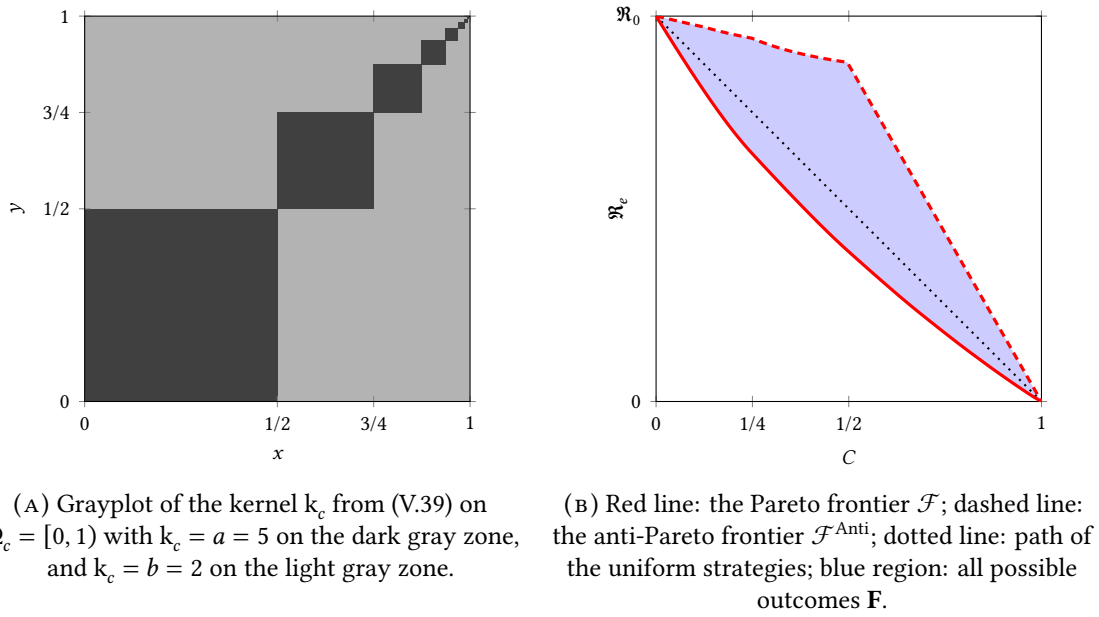 1
3/4
y
1/2
0
0
1/2
3/4
1
x
ℜ₀
ℜₑ
0
0
1/4
1/2
1
C
(A) Grayplot of the kernel k_c from (V.39) on
_c = [0, 1) with k_c = a = 5 on the dark gray zone,
and k_c = b = 2 on the light gray zone.
(B) Red line: the Pareto frontier ℱ; dashed line:
the anti-Pareto frontier ℱ^Anti; dotted line: path of
the uniform strategies; blue region: all possible
outcomes F.